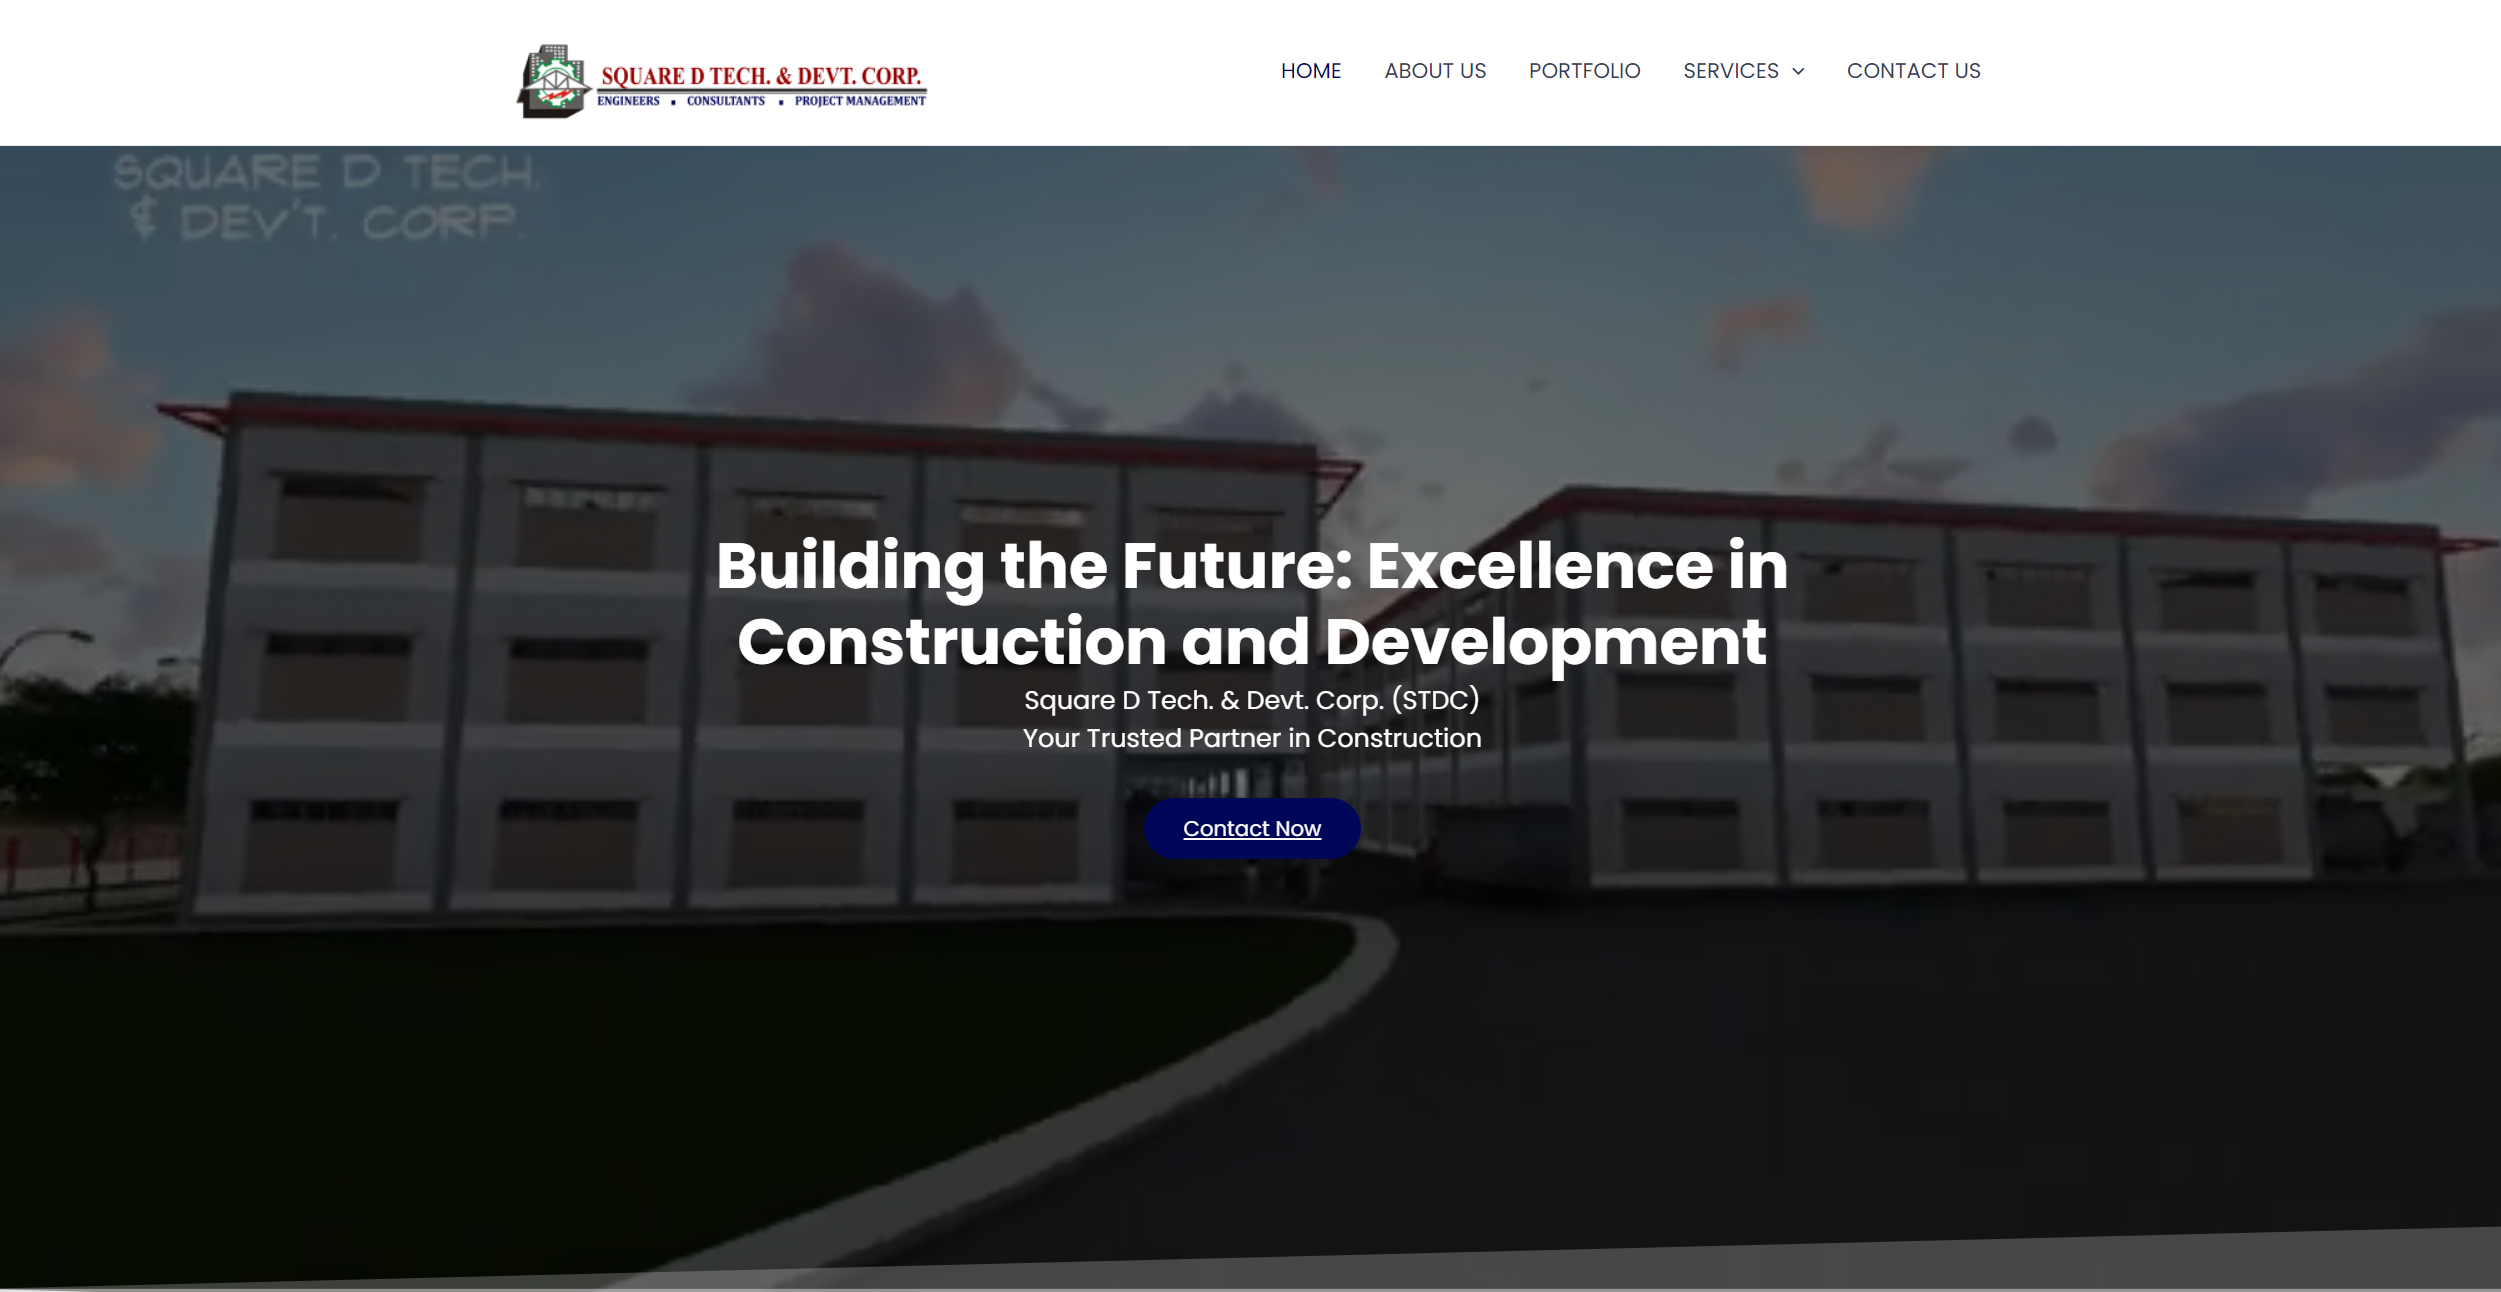 SQUARE D TECH. & DEVT. CORP.
ENGINEERS ▪ CONSULTANTS ▪ PROJECT MANAGEMENT
HOME ABOUT US PORTFOLIO SERVICES CONTACT US
SQUARE D TECH.
& DEV'T. CORP.
Building the Future: Excellence in
Construction and Development
Square D Tech. & Devt. Corp. (STDC)
Your Trusted Partner in Construction
Contact Now